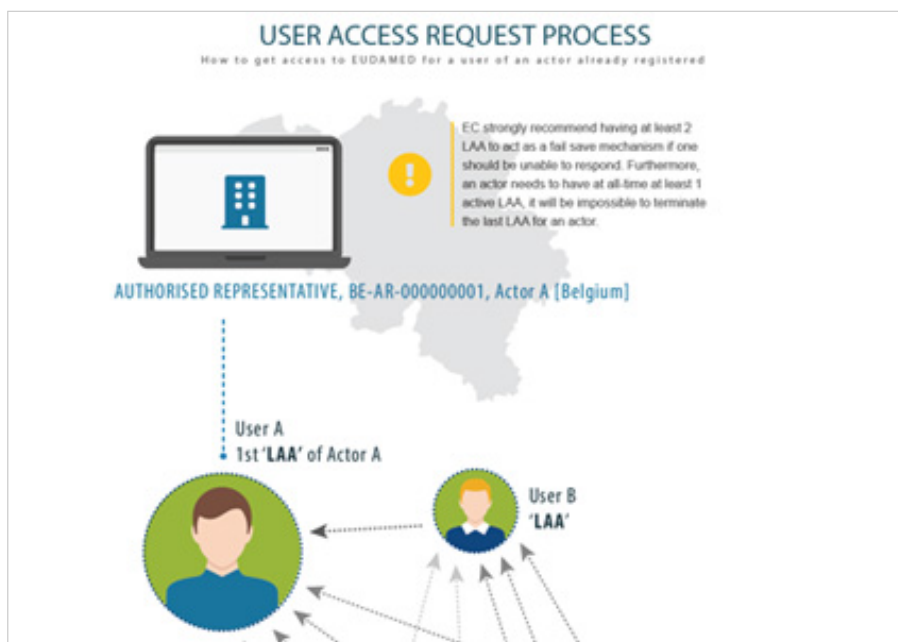 USER ACCESS REQUEST PROCESS
How to get access to EUDAMED for a user of an actor already registered
EC strongly recommend having at least 2
LAA to act as a fail save mechanism if one
should be unable to respond. Furthermore,
an actor needs to have at all-time at least 1
active LAA, it will be impossible to terminate
the last LAA for an actor.
AUTHORISED REPRESENTATIVE, BE-AR-000000001, Actor A [Belgium]
User A
1st ‘LAA’ of Actor A
User B
‘LAA’